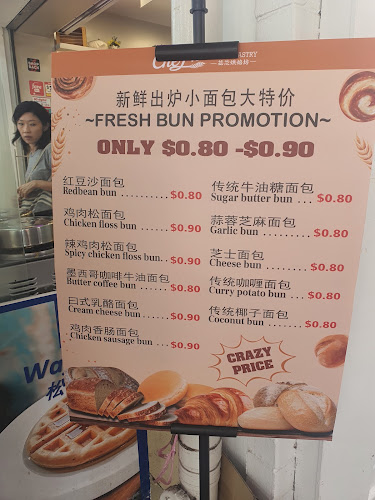 Chef
ASTRY
新鲜出炉小面包大特价
~FRESH BUN PROMOTION~
ONLY $0.80 -$0.90
红豆沙面包
Redbean bun .......... $0.80
鸡肉松面包
Chicken floss bun....... $0.90
辣鸡肉松面包
Spicy chicken floss bun.. $0.90
墨西哥咖啡牛油面包
Butter coffee bun ....... $0.80
日式乳酪面包
Cream cheese bun....... $0.90
鸡肉香肠面包
Chicken sausage bun .... $0.90
传统牛油糖面包
Sugar butter bun ... $0.80
蒜蓉芝麻面包
Garlic bun .......... $0.80
芝士面包
Cheese bun ......... $0.80
传统咖喱面包
Curry potato bun ... $0.80
传统椰子面包
Coconut bun ....... $0.80
CRAZY
PRICE
Wa
松